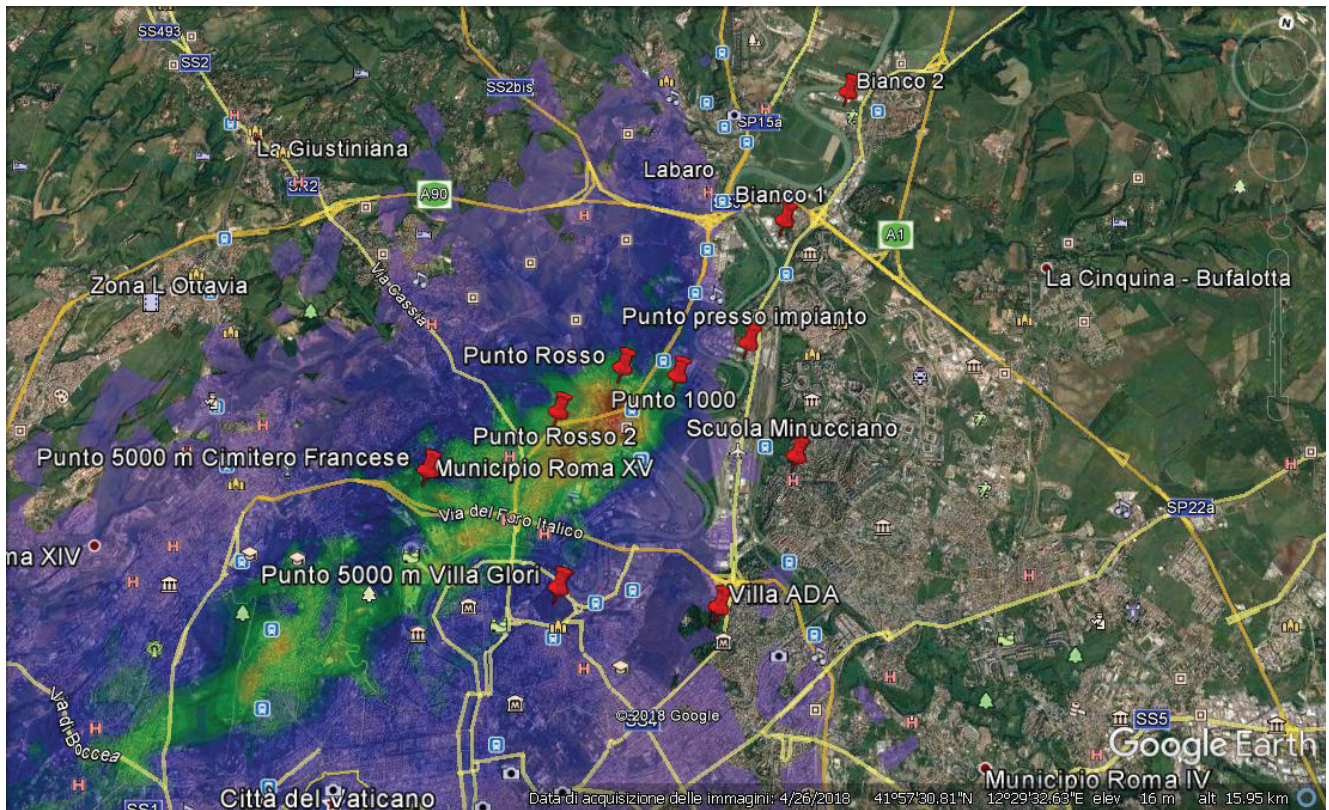 SS493
SS2
Bianco 2
SS2bis
SP15a
La Giustiniana
Labaro
SR2
A90
Bianco 1
A1
Zona L Ottavia
La Cinquina - Bufalotta
Via Cassia
Punto presso impianto
Punto Rosso
Punto 1000
Punto Rosso 2
Scuola Minucciano
Punto 5000 m Cimitero Francese
Municipio Roma XV
SP22a
Via del Foro Italico
ma XIV
Punto 5000 m Villa Glori
Villa ADA
Via di Boccea
© 2018 Google
SS4
SS5
Google Earth
Municipio Roma IV
Città del Vaticano
SS1
Data di acquisizione delle immagini: 4/26/2018 41°57'30.81"N 12°29'32.63"E elev 16 m alt 15.95 km
N